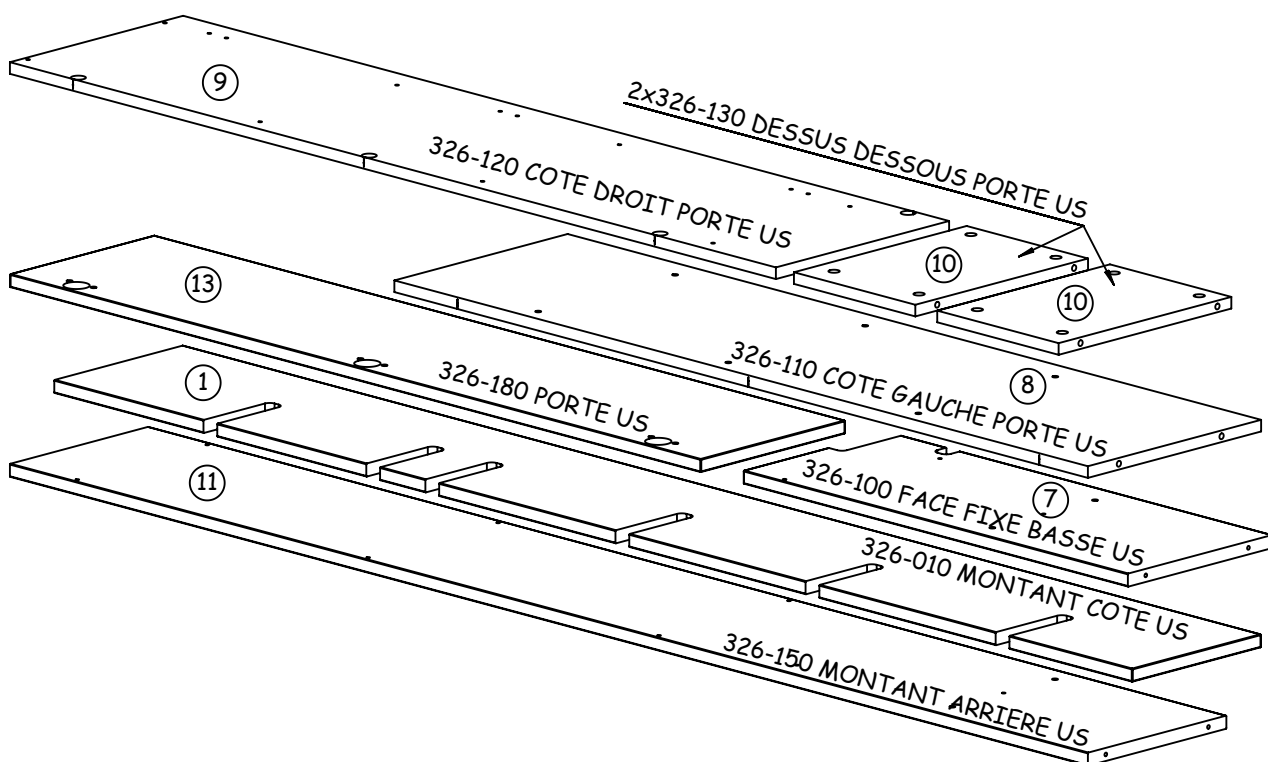 9
2x326-130 DESSUS DESSOUS PORTE US
326-120 COTE DROIT PORTE US
10
13
10
326-110 COTE GAUCHE PORTE US
8
1
326-180 PORTE US
11
326-100 FACE FIXE BASSE US
7
326-010 MONTANT COTE US
326-150 MONTANT ARRIERE US